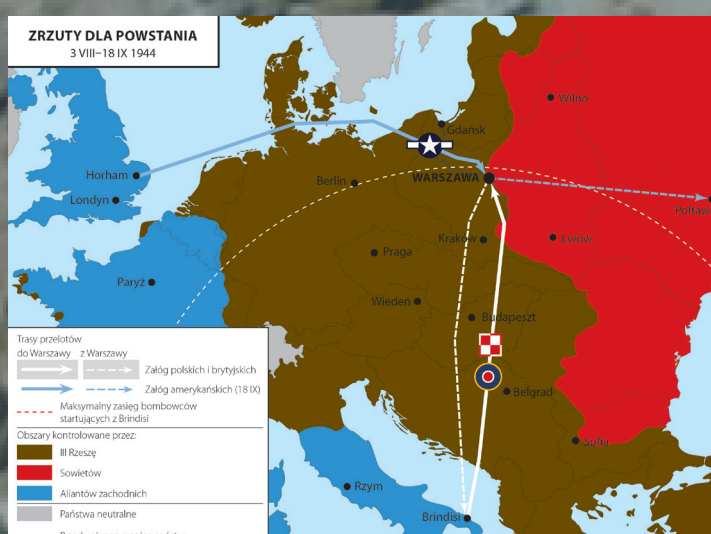 ZRZUTY DLA POWSTANIA
3 VIII–18 IX 1944
Wilno
Gdańsk
Horham
Berlin
WARSZAWA
Londyn
Połtaw
Kraków
Lwów
Praga
Paryż
Wiedeń
Budapeszt
Trasy przelotów
do Warszawy z Warszawy
Załóg polskich i brytyjskich
Załóg amerykańskich (18 IX)
Belgrad
Maksymalny zasięg bombowców
startujących z Brindisi
Obszary kontrolowane przez:
Sofia
III Rzeszę
Sowietów
Rzym
Aliantów zachodnich
Państwa neutralne
Brindisi